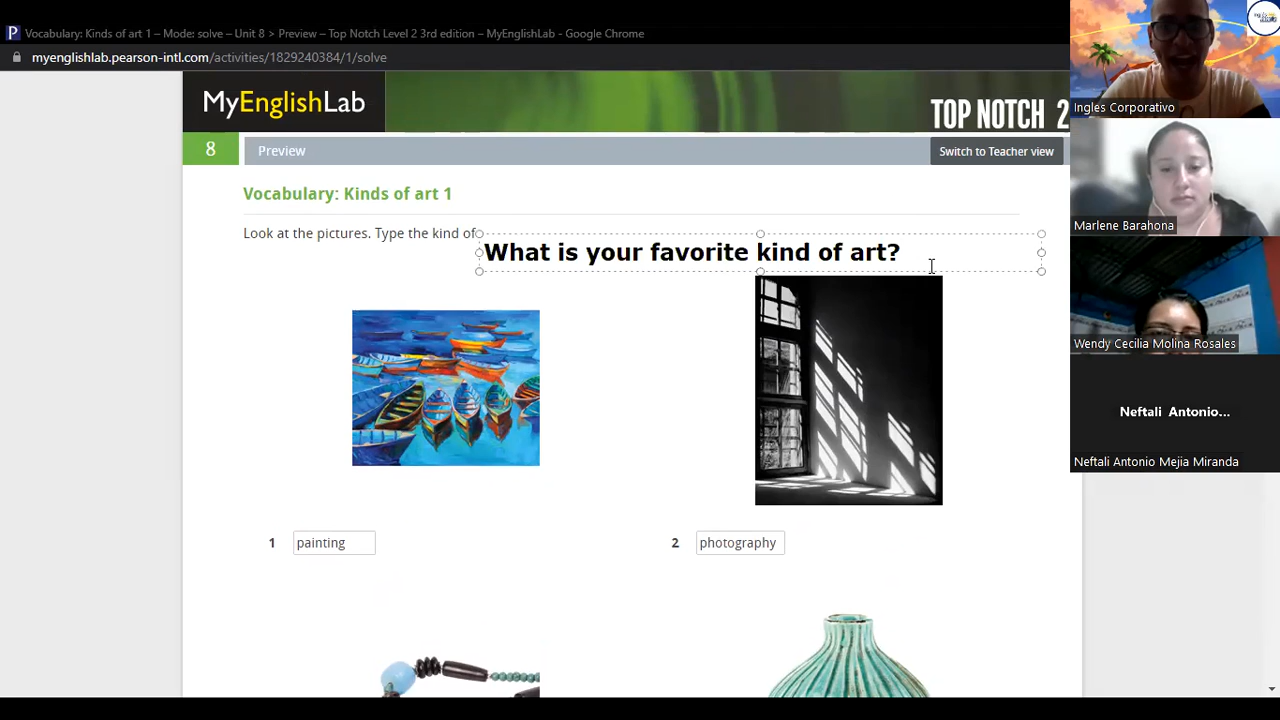 Vocabulary: Kinds of art 1 – Mode: solve – Unit 8 > Preview – Top Notch Level 2 3rd edition – MyEnglishLab - Google Chrome
myenglishlab.pearson-intl.com/activities/1829240384/1/solve
MyEnglishLab
TOP NOTCH 2
8 Preview
Switch to Teacher view
Vocabulary: Kinds of art 1
Look at the pictures. Type the kind of
What is your favorite kind of art?
1 painting
2 photography
Ingles Corporativo
Marlene Barahona
Wendy Cecilia Molina Rosales
Neftali Antonio...
Neftali Antonio Mejia Miranda